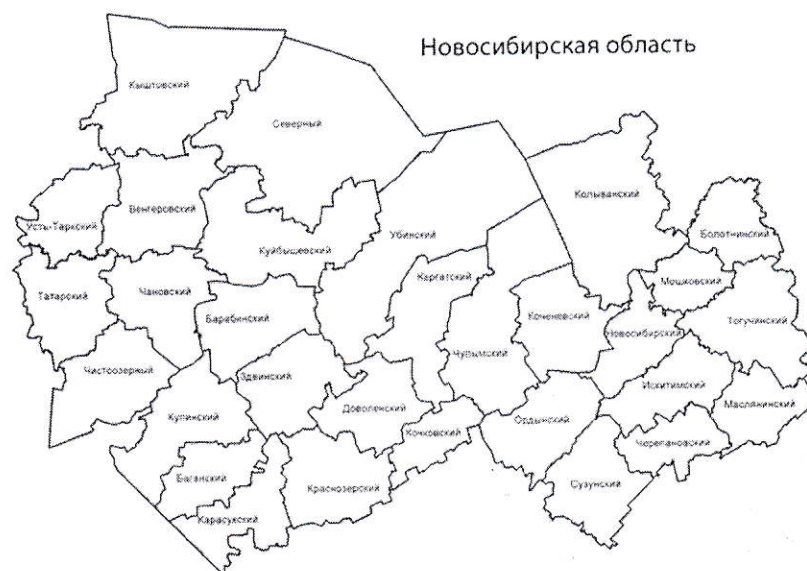 Новосибирская область
Кыштовский
Северный
Колыванский
Усть-Таркский
Венгеровский
Куйбышевский
Убинский
Болотнинский
Татарский
Чановский
Каргатский
Мошковский
Барабинский
Коченевский
Новосибирский
Тогучинский
Чистоозерный
Здвинский
Чулымский
Искитимский
Маслянинский
Купинский
Доволенский
Ордынский
Кочковский
Черепановский
Баганский
Краснозерский
Сузунский
Карасукский